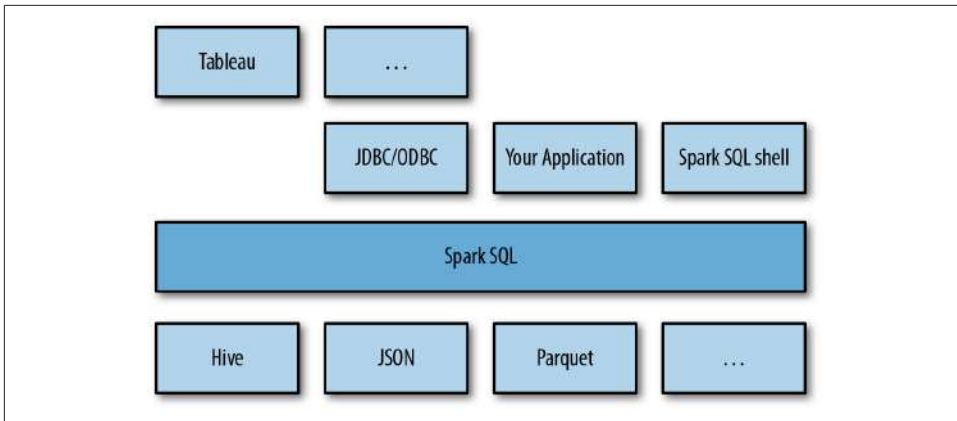 Tableau
...
JDBC/ODBC
Your Application
Spark SQL shell
Spark SQL
Hive
JSON
Parquet
...